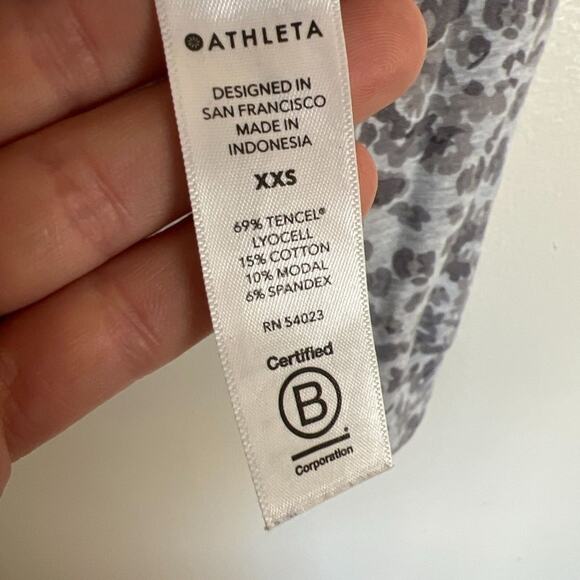 ATHLETA
DESIGNED IN
SAN FRANCISCO
MADE IN
INDONESIA
XXS
69% TENCEL®
LYOCELL
15% COTTON
10% MODAL
6% SPANDEX
RN 54023
Certified
B
Corporation